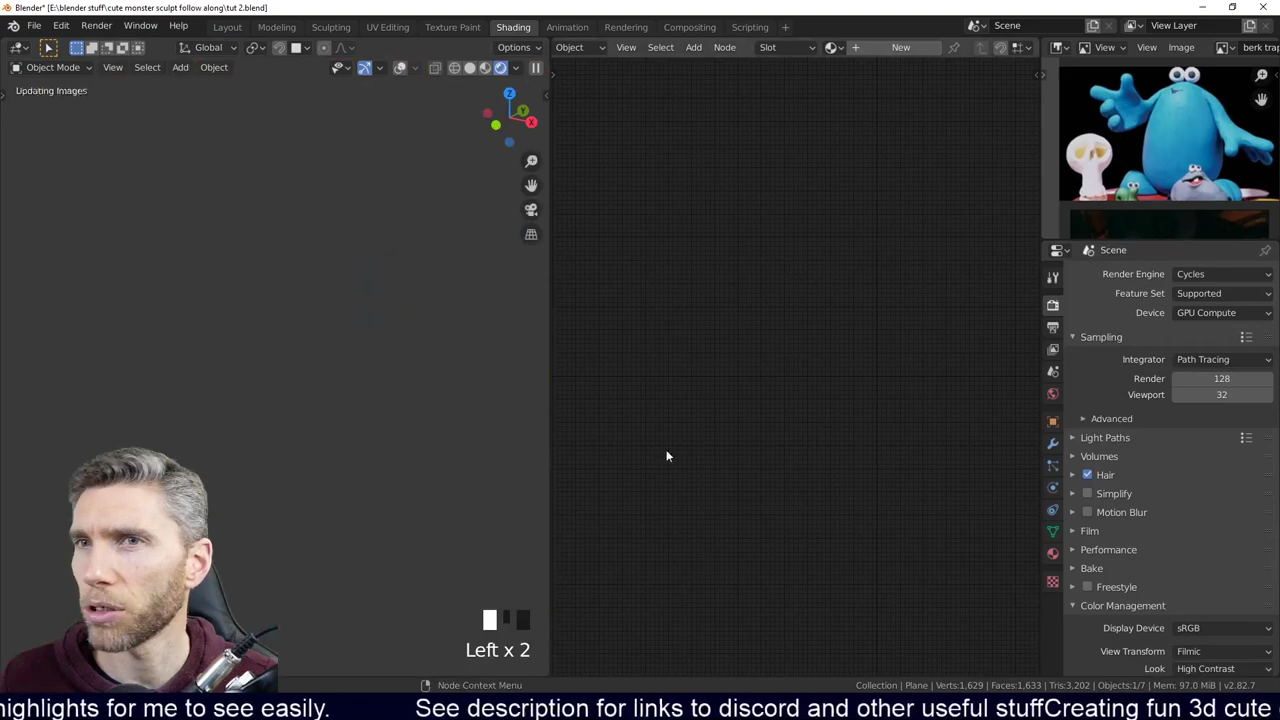 Blender* [E:\blender stuff\cute monster sculpt follow along\tut 2.blend]
File Edit Render Window Help Layout Modeling Sculpting UV Editing Texture Paint Shading Animation Rendering Compositing Scripting + Scene View Layer
Global Options Object View Select Add Node Slot + New View View Image berk trap
Object Mode View Select Add Object
Updating Images
Z
Y
X
Scene
Render Engine Cycles
Feature Set Supported
Device GPU Compute
Sampling
Integrator Path Tracing
Render 128
Viewport 32
Advanced
Light Paths
Volumes
Hair
Simplify
Motion Blur
Film
Performance
Bake
Freestyle
Color Management
Display Device sRGB
View Transform Filmic
Look High Contrast
Left x 2
Node Context Menu Collection | Plane | Verts:1,629 | Faces:1,633 | Tris:3,202 | Objects:1/7 | Mem: 97.0 MiB | v2.82.7
highlights for me to see easily. See description for links to discord and other useful stuffCreating fun 3d cute